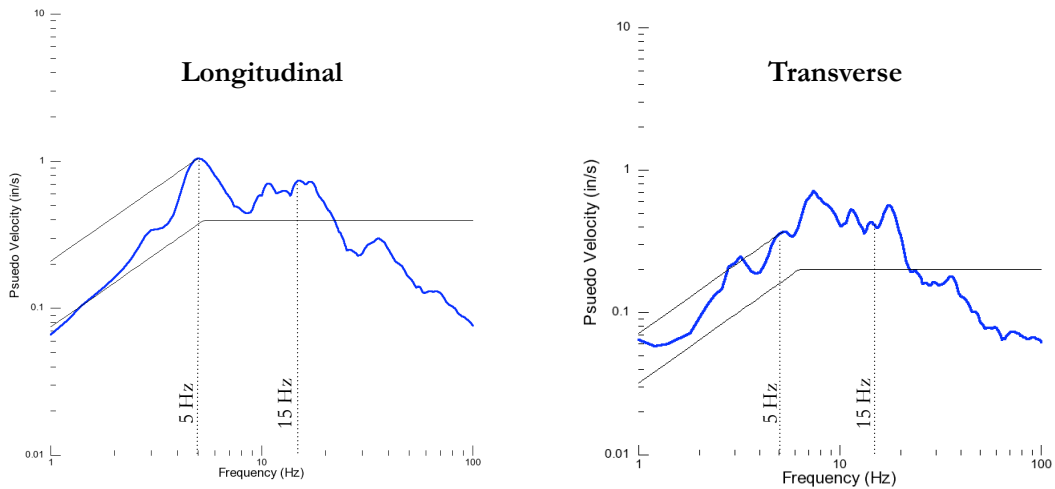 Longitudinal
10
1
0.1
0.01
Psuedo Velocity (in/s)
5 Hz
15 Hz
1
10
100
Frequency (Hz)
Transverse
10
1
0.1
0.01
Psuedo Velocity (in/s)
5 Hz
15 Hz
1
10
100
Frequency (Hz)